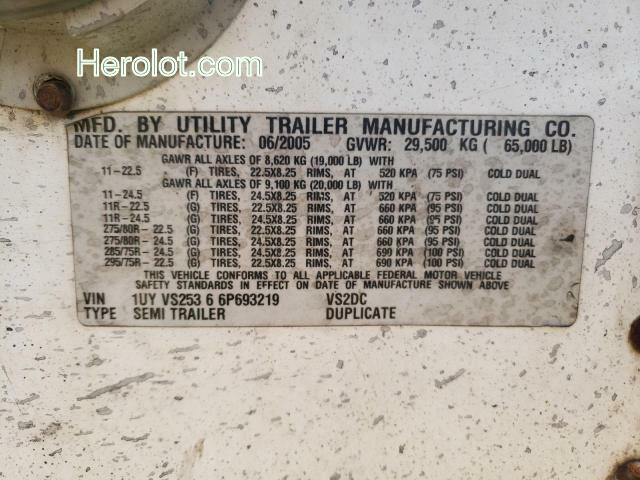 Herolot.com
MFD. BY UTILITY TRAILER MANUFACTURING CO.
DATE OF MANUFACTURE: 06/2005 GVWR: 29,500 KG ( 65,000 LB)
GAWR ALL AXLES OF 8,620 KG (19,000 LB) WITH
11-22.5 (F) TIRES, 22.5X8.25 RIMS, AT 520 KPA (75 PSI) COLD DUAL
GAWR ALL AXLES OF 9,100 KG (20,000 LB) WITH
11-24.5 (F) TIRES, 24.5X8.25 RIMS, AT 520 KPA (75 PSI) COLD DUAL
11R-22.5 (G) TIRES, 22.5X8.25 RIMS, AT 660 KPA (95 PSI) COLD DUAL
11R-24.5 (G) TIRES, 24.5X8.25 RIMS, AT 660 KPA (95 PSI) COLD DUAL
275/80R-22.5 (G) TIRES, 22.5X8.25 RIMS, AT 660 KPA (95 PSI) COLD DUAL
275/80R-24.5 (G) TIRES, 24.5X8.25 RIMS, AT 660 KPA (95 PSI) COLD DUAL
285/75R-24.5 (G) TIRES, 24.5X8.25 RIMS, AT 690 KPA (100 PSI) COLD DUAL
295/75R-22.5 (G) TIRES, 22.5X8.25 RIMS, AT 690 KPA (100 PSI) COLD DUAL
THIS VEHICLE CONFORMS TO ALL APPLICABLE FEDERAL MOTOR VEHICLE
SAFETY STANDARDS IN EFFECT ON DATE OF MANUFACTURE SHOWN ABOVE
VIN 1UY VS253 6 6P693219 VS2DC
TYPE SEMI TRAILER DUPLICATE